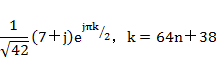 1/√42 (7+j)e^{jπk/2},  k = 64n+38